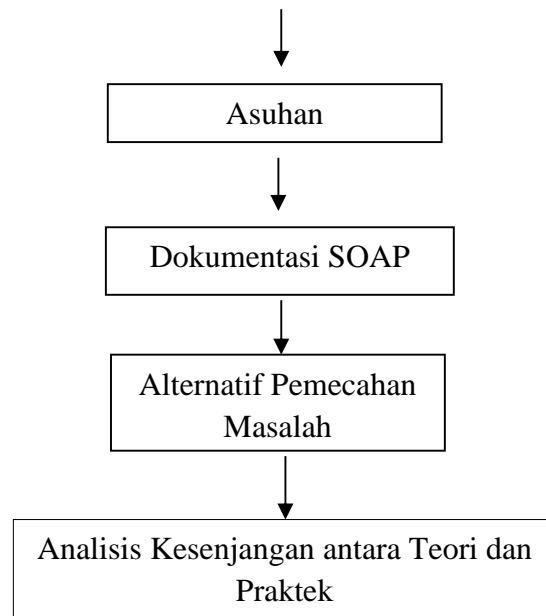 Asuhan
Dokumentasi SOAP
Alternatif Pemecahan
Masalah
Analisis Kesenjangan antara Teori dan
Praktek